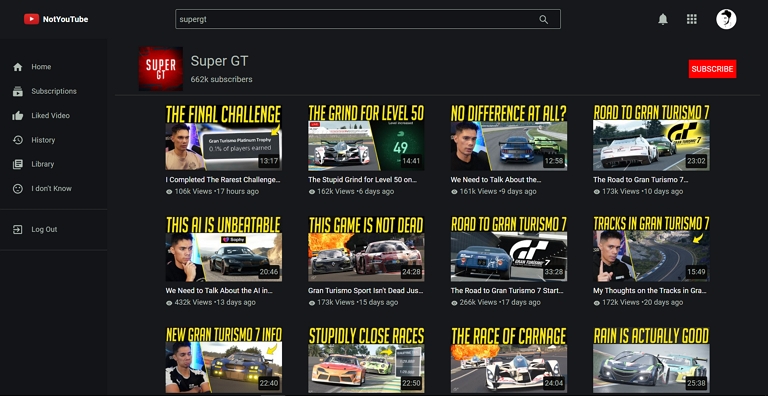 NotYouTube
supergt
Home
Subscriptions
Liked Video
History
Library
I don't Know
Log Out
SUPER
GT
Super GT
662k subscribers
SUBSCRIBE
THE FINAL CHALLENGE
Gran Turismo Platinum Trophy
0.1% of players earned
13:17
I Completed The Rarest Challenge...
106k Views •17 hours ago
THE GRIND FOR LEVEL 50
49
14:41
The Stupid Grind for Level 50 on...
162k Views •6 days ago
NO DIFFERENCE AT ALL?
12:58
We Need to Talk About the...
161k Views •9 days ago
ROAD TO GRAN TURISMO 7
GRAN TURISMO 7
23:02
The Road to Gran Turismo 7...
173k Views •10 days ago
THIS AI IS UNBEATABLE
Sophy
20:46
We Need to Talk About the AI in...
432k Views •13 days ago
THIS GAME IS NOT DEAD
24:28
Gran Turismo Sport Isn't Dead Jus...
173k Views •15 days ago
ROAD TO GRAN TURISMO 7
GRAN TURISMO 7
33:28
The Road to Gran Turismo 7 Start...
266k Views •17 days ago
TRACKS IN GRAN TURISMO 7
15:49
My Thoughts on the Tracks in Gra...
172k Views •20 days ago
NEW GRAN TURISMO 7 INFO
22:40
STUPIDLY CLOSE RACES
22:50
THE RACE OF CARNAGE
24:04
RAIN IS ACTUALLY GOOD
25:38